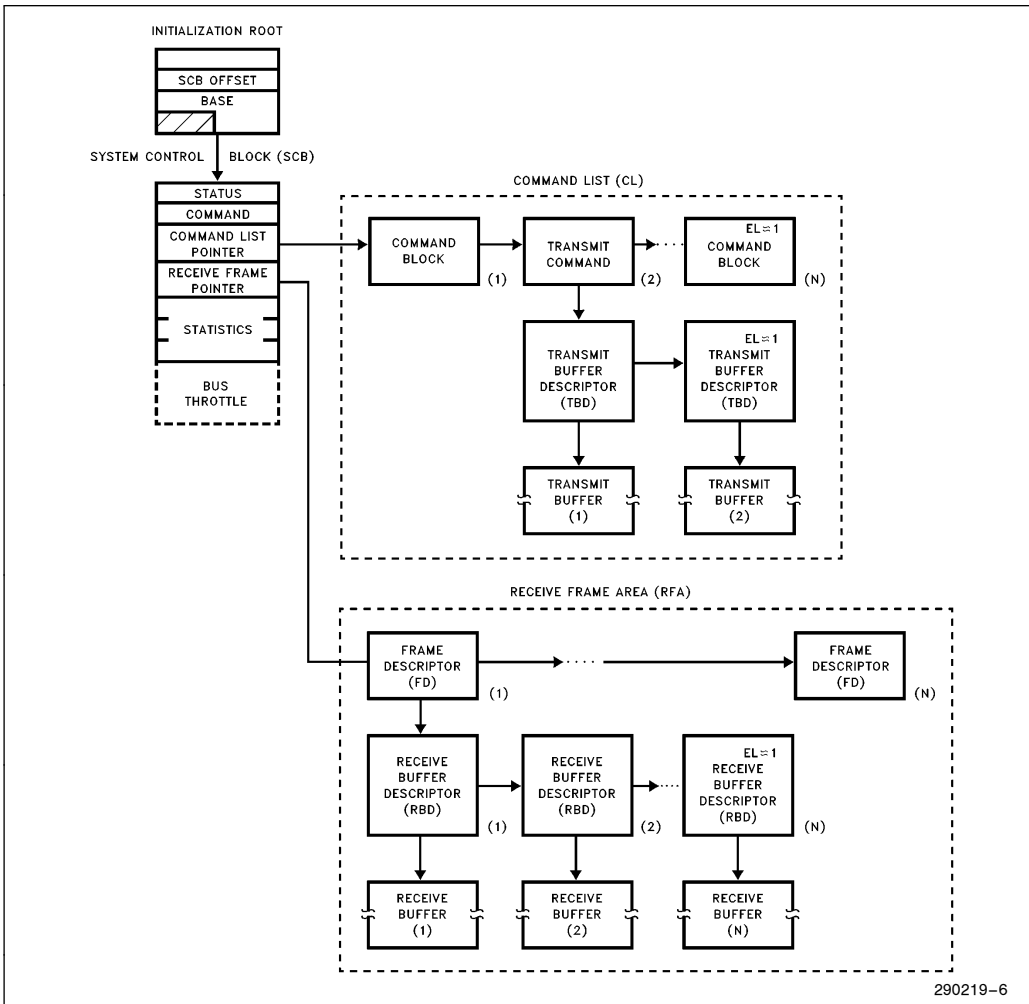 INITIALIZATION ROOT
SCB OFFSET
BASE
SYSTEM CONTROL BLOCK (SCB)
STATUS
COMMAND
COMMAND LIST
POINTER
RECEIVE FRAME
POINTER
STATISTICS
BUS
THROTTLE
COMMAND LIST (CL)
COMMAND
BLOCK
(1)
TRANSMIT
COMMAND
(2)
EL=1
COMMAND
BLOCK
(N)
TRANSMIT
BUFFER
DESCRIPTOR
(TBD)
EL=1
TRANSMIT
BUFFER
DESCRIPTOR
(TBD)
TRANSMIT
BUFFER
(1)
TRANSMIT
BUFFER
(2)
RECEIVE FRAME AREA (RFA)
FRAME
DESCRIPTOR
(FD)
(1)
FRAME
DESCRIPTOR
(FD)
(N)
RECEIVE
BUFFER
DESCRIPTOR
(RBD)
(1)
RECEIVE
BUFFER
DESCRIPTOR
(RBD)
(2)
EL=1
RECEIVE
BUFFER
DESCRIPTOR
(RBD)
(N)
RECEIVE
BUFFER
(1)
RECEIVE
BUFFER
(2)
RECEIVE
BUFFER
(N)
290219-6